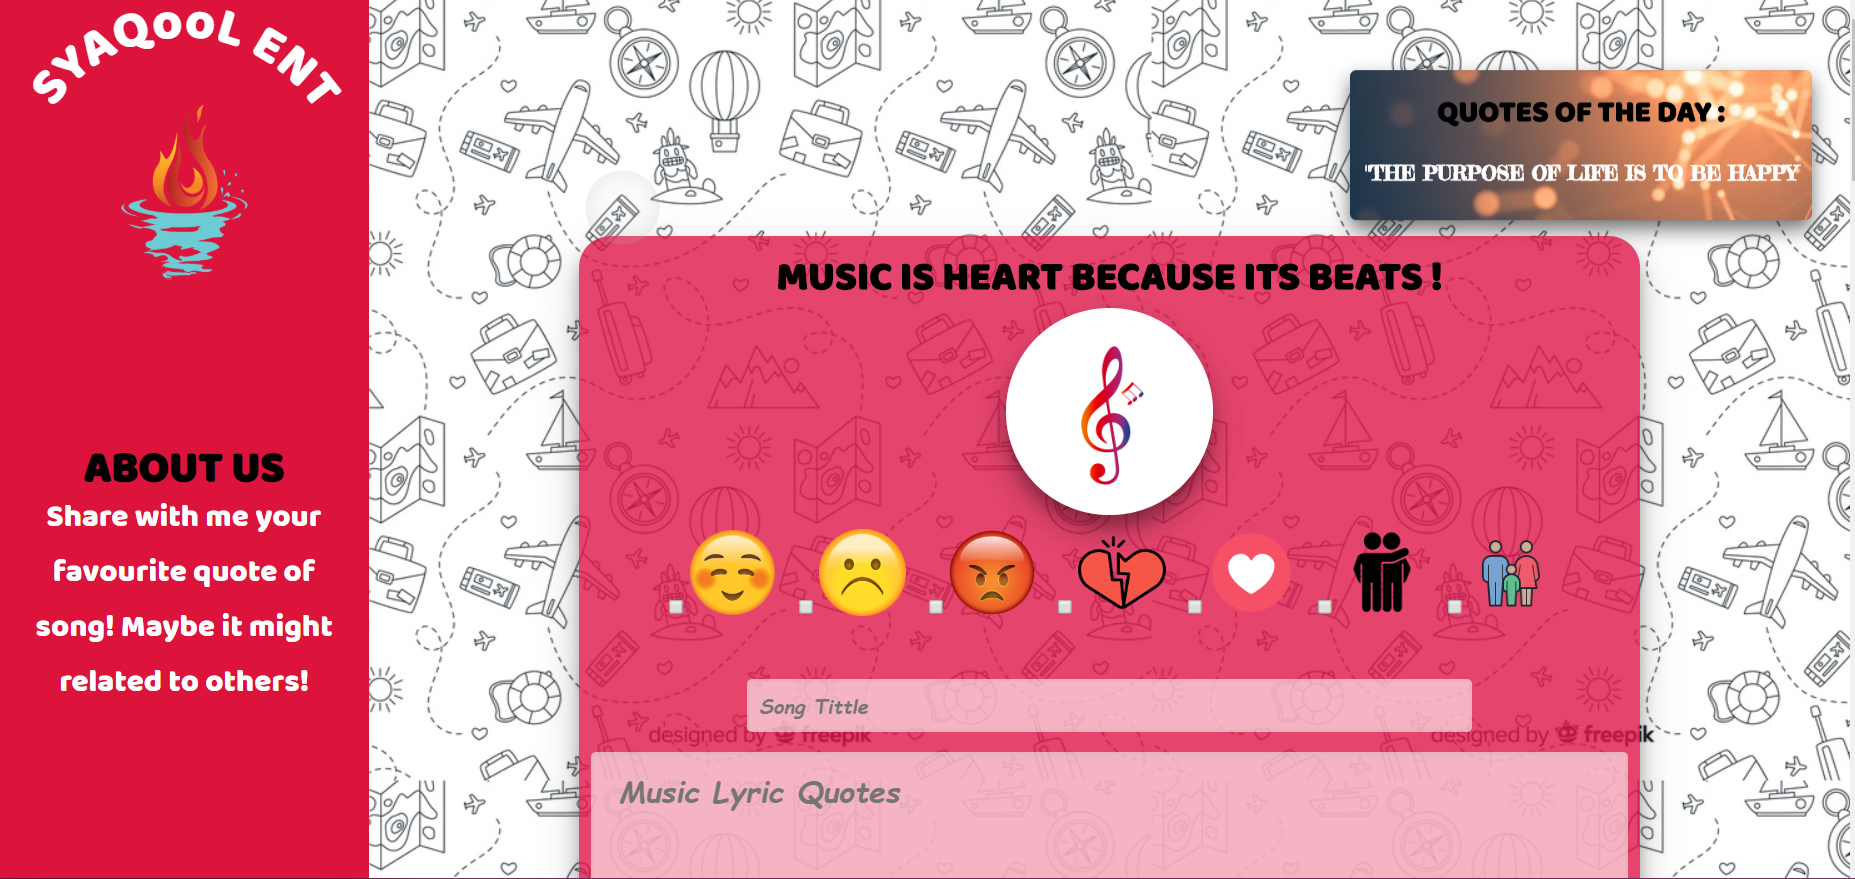 SYAQOOL ENT
ABOUT US
Share with me your
favourite quote of
song! Maybe it might
related to others!
QUOTES OF THE DAY :
"THE PURPOSE OF LIFE IS TO BE HAPPY"
MUSIC IS HEART BECAUSE ITS BEATS !
Song Tittle
designed by freepik
designed by freepik
Music Lyric Quotes